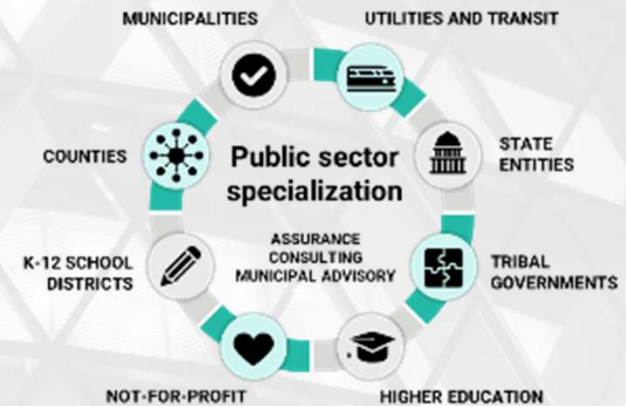 MUNICIPALITIES
UTILITIES AND TRANSIT
COUNTIES
Public sector
specialization
STATE
ENTITIES
K-12 SCHOOL
DISTRICTS
ASSURANCE
CONSULTING
MUNICIPAL ADVISORY
TRIBAL
GOVERNMENTS
NOT-FOR-PROFIT
HIGHER EDUCATION